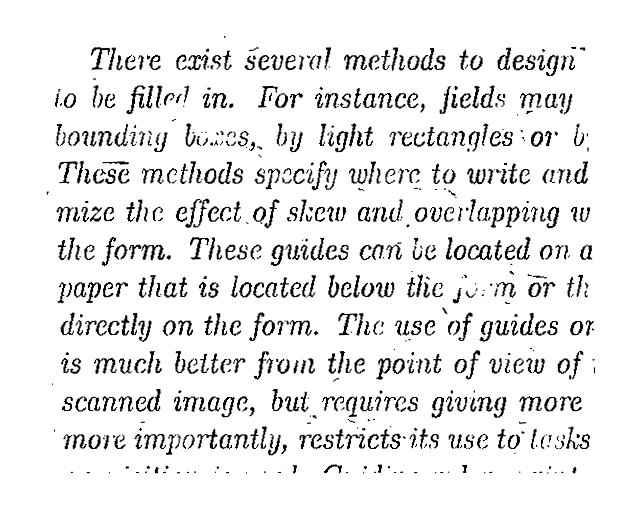 There exist several methods to design
to be filled in. For instance, fields may
bounding boxes, by light rectangles or
These methods specify where to write and
mize the effect of skew and overlapping w
the form. These guides can be located on a
paper that is located below the form or th
directly on the form. The use of guides on
is much better from the point of view of
scanned image, but requires giving more
more importantly, restricts its use to tasks